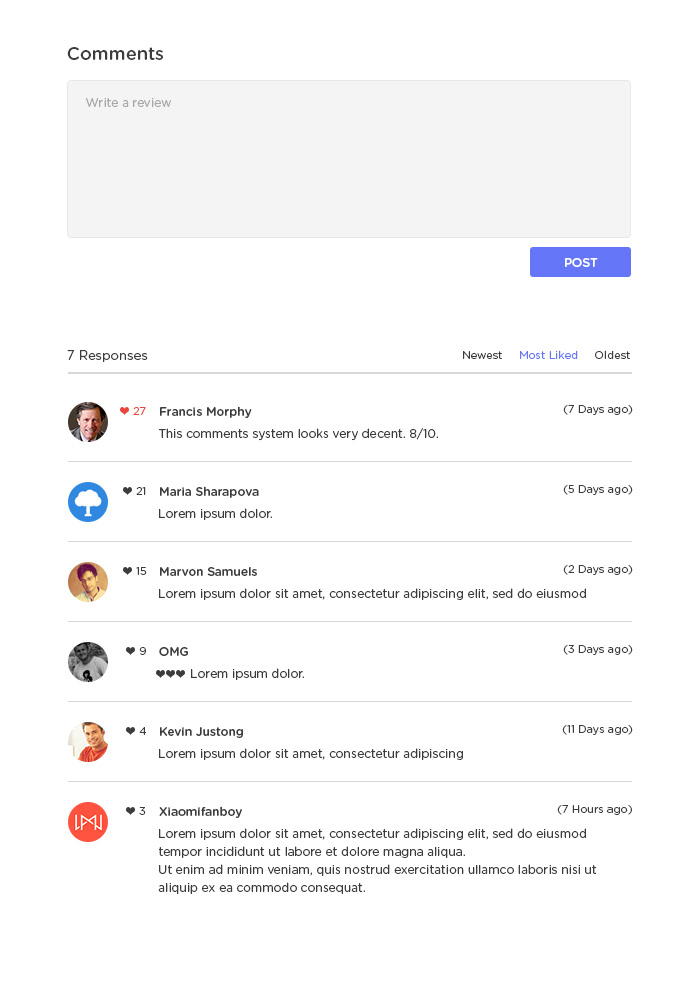 Comments
Write a review
POST
7 Responses Newest Most Liked Oldest
❤ 27 Francis Morphy (7 Days ago)
This comments system looks very decent. 8/10.
❤ 21 Maria Sharapova (5 Days ago)
Lorem ipsum dolor.
❤ 15 Marvon Samuels (2 Days ago)
Lorem ipsum dolor sit amet, consectetur adipiscing elit, sed do eiusmod
❤ 9 OMG (3 Days ago)
❤❤❤ Lorem ipsum dolor.
❤ 4 Kevin Justong (11 Days ago)
Lorem ipsum dolor sit amet, consectetur adipiscing
❤ 3 Xiaomifanboy (7 Hours ago)
Lorem ipsum dolor sit amet, consectetur adipiscing elit, sed do eiusmod
tempor incididunt ut labore et dolore magna aliqua.
Ut enim ad minim veniam, quis nostrud exercitation ullamco laboris nisi ut
aliquip ex ea commodo consequat.